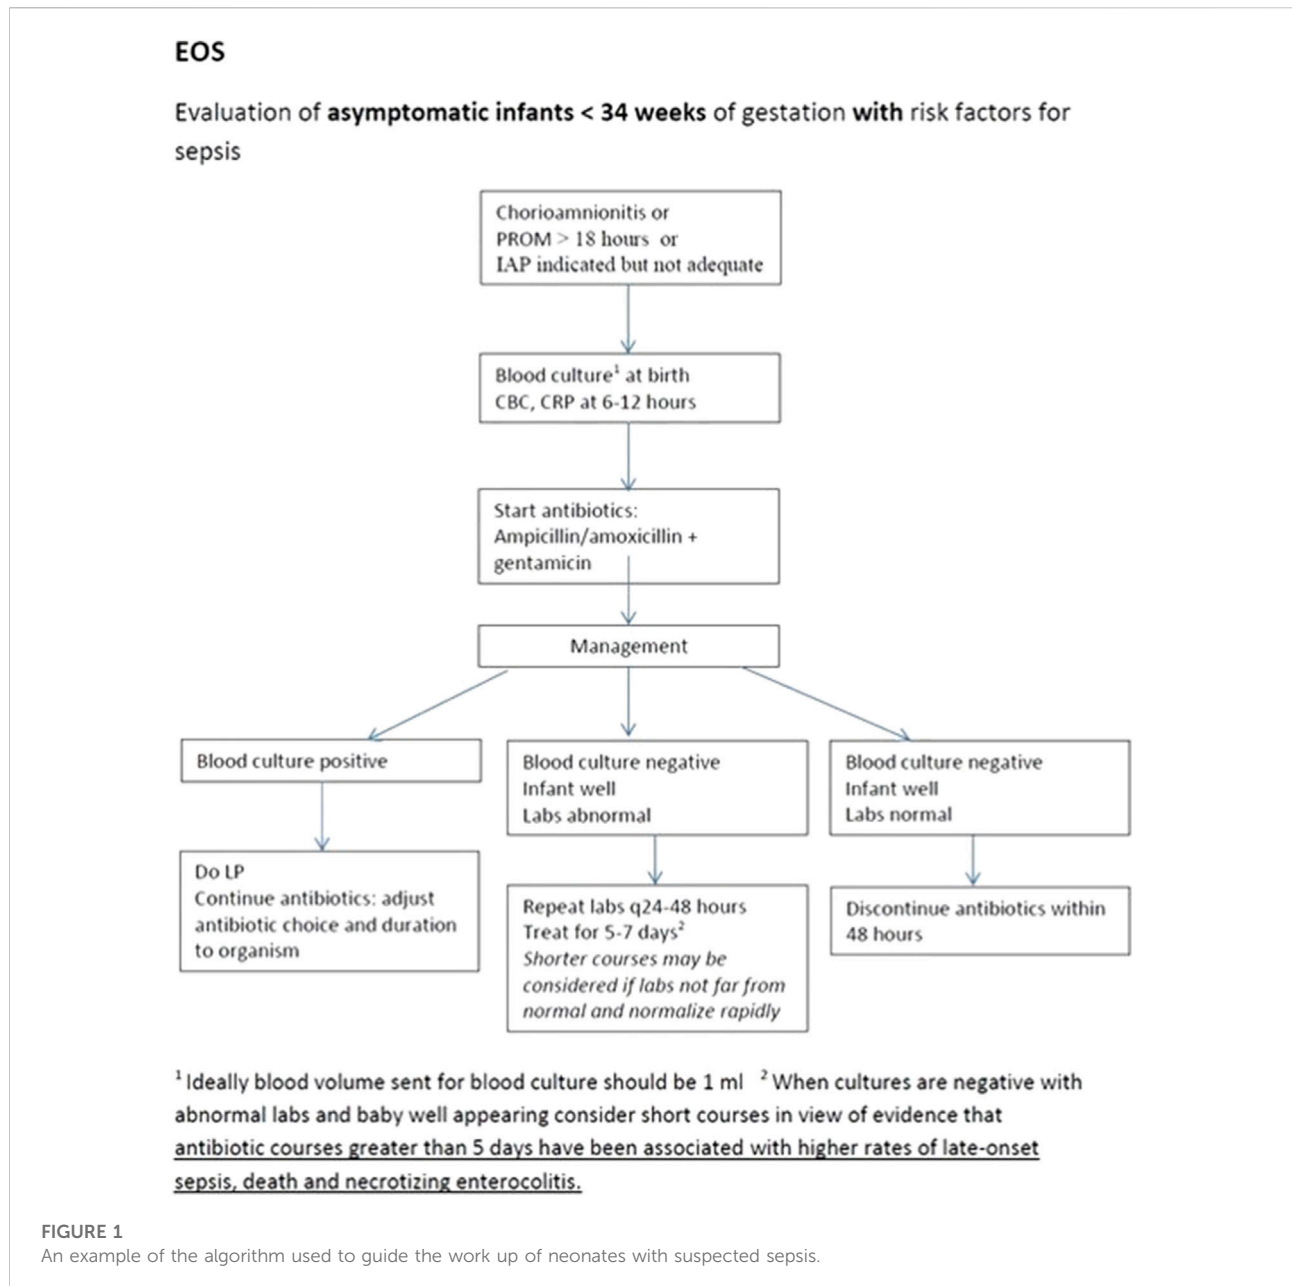 EOS
Evaluation of asymptomatic infants < 34 weeks of gestation with risk factors for
sepsis
Chorioamnionitis or
PROM > 18 hours or
IAP indicated but not adequate
Blood culture¹ at birth
CBC, CRP at 6-12 hours
Start antibiotics:
Ampicillin/amoxicillin +
gentamicin
Management
Blood culture positive
Do LP
Continue antibiotics: adjust
antibiotic choice and duration
to organism
Blood culture negative
Infant well
Labs abnormal
Repeat labs q24-48 hours
Treat for 5-7 days²
Shorter courses may be
considered if labs not far from
normal and normalize rapidly
Blood culture negative
Infant well
Labs normal
Discontinue antibiotics within
48 hours
¹ Ideally blood volume sent for blood culture should be 1 ml ² When cultures are negative with
abnormal labs and baby well appearing consider short courses in view of evidence that
antibiotic courses greater than 5 days have been associated with higher rates of late-onset
sepsis, death and necrotizing enterocolitis.
FIGURE 1
An example of the algorithm used to guide the work up of neonates with suspected sepsis.